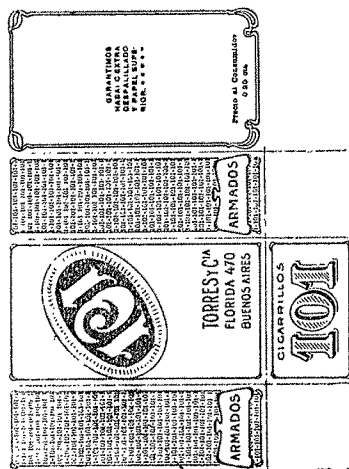 GARANTIMOS
HABANO EXTRA
DESPALILLADO
Y PAPEL SUPE-
RIOR.
Precio al Consumidor
0.20 cts.
ARMADOS
101
TORRES Y CIA
FLORIDA 470
BUENOS AIRES
CIGARRILLOS
101
ARMADOS